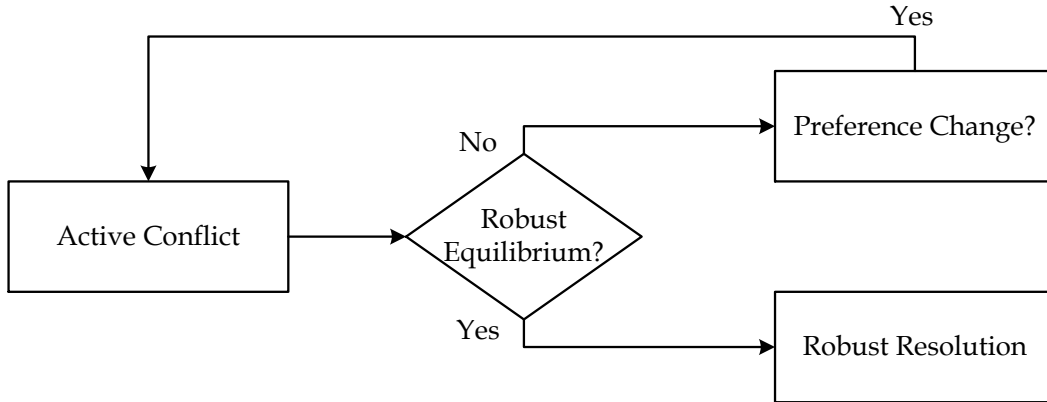 Yes
Preference Change?
No
Active Conflict
Robust
Equilibrium?
Yes
Robust Resolution